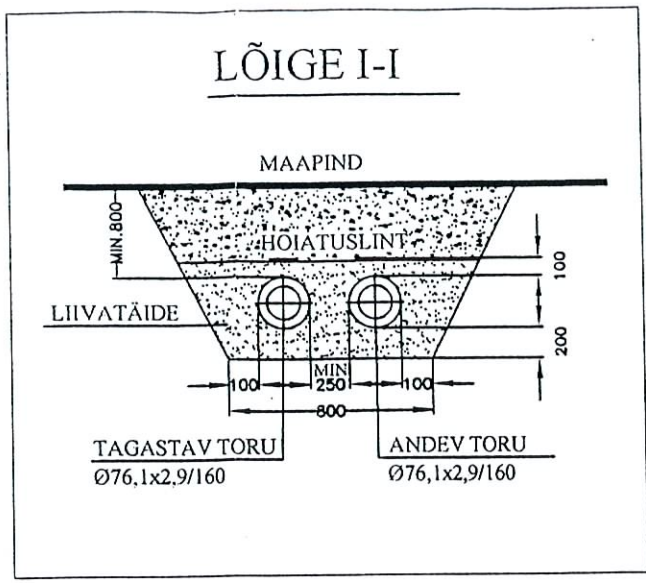 LÕIGE I-I
MAAPIND
MIN.800
HOIATUSLINT
100
LIIVATÄIDE
200
MIN
100 250 100
800
TAGASTAV TORU
Ø76,1x2,9/160
ANDEV TORU
Ø76,1x2,9/160